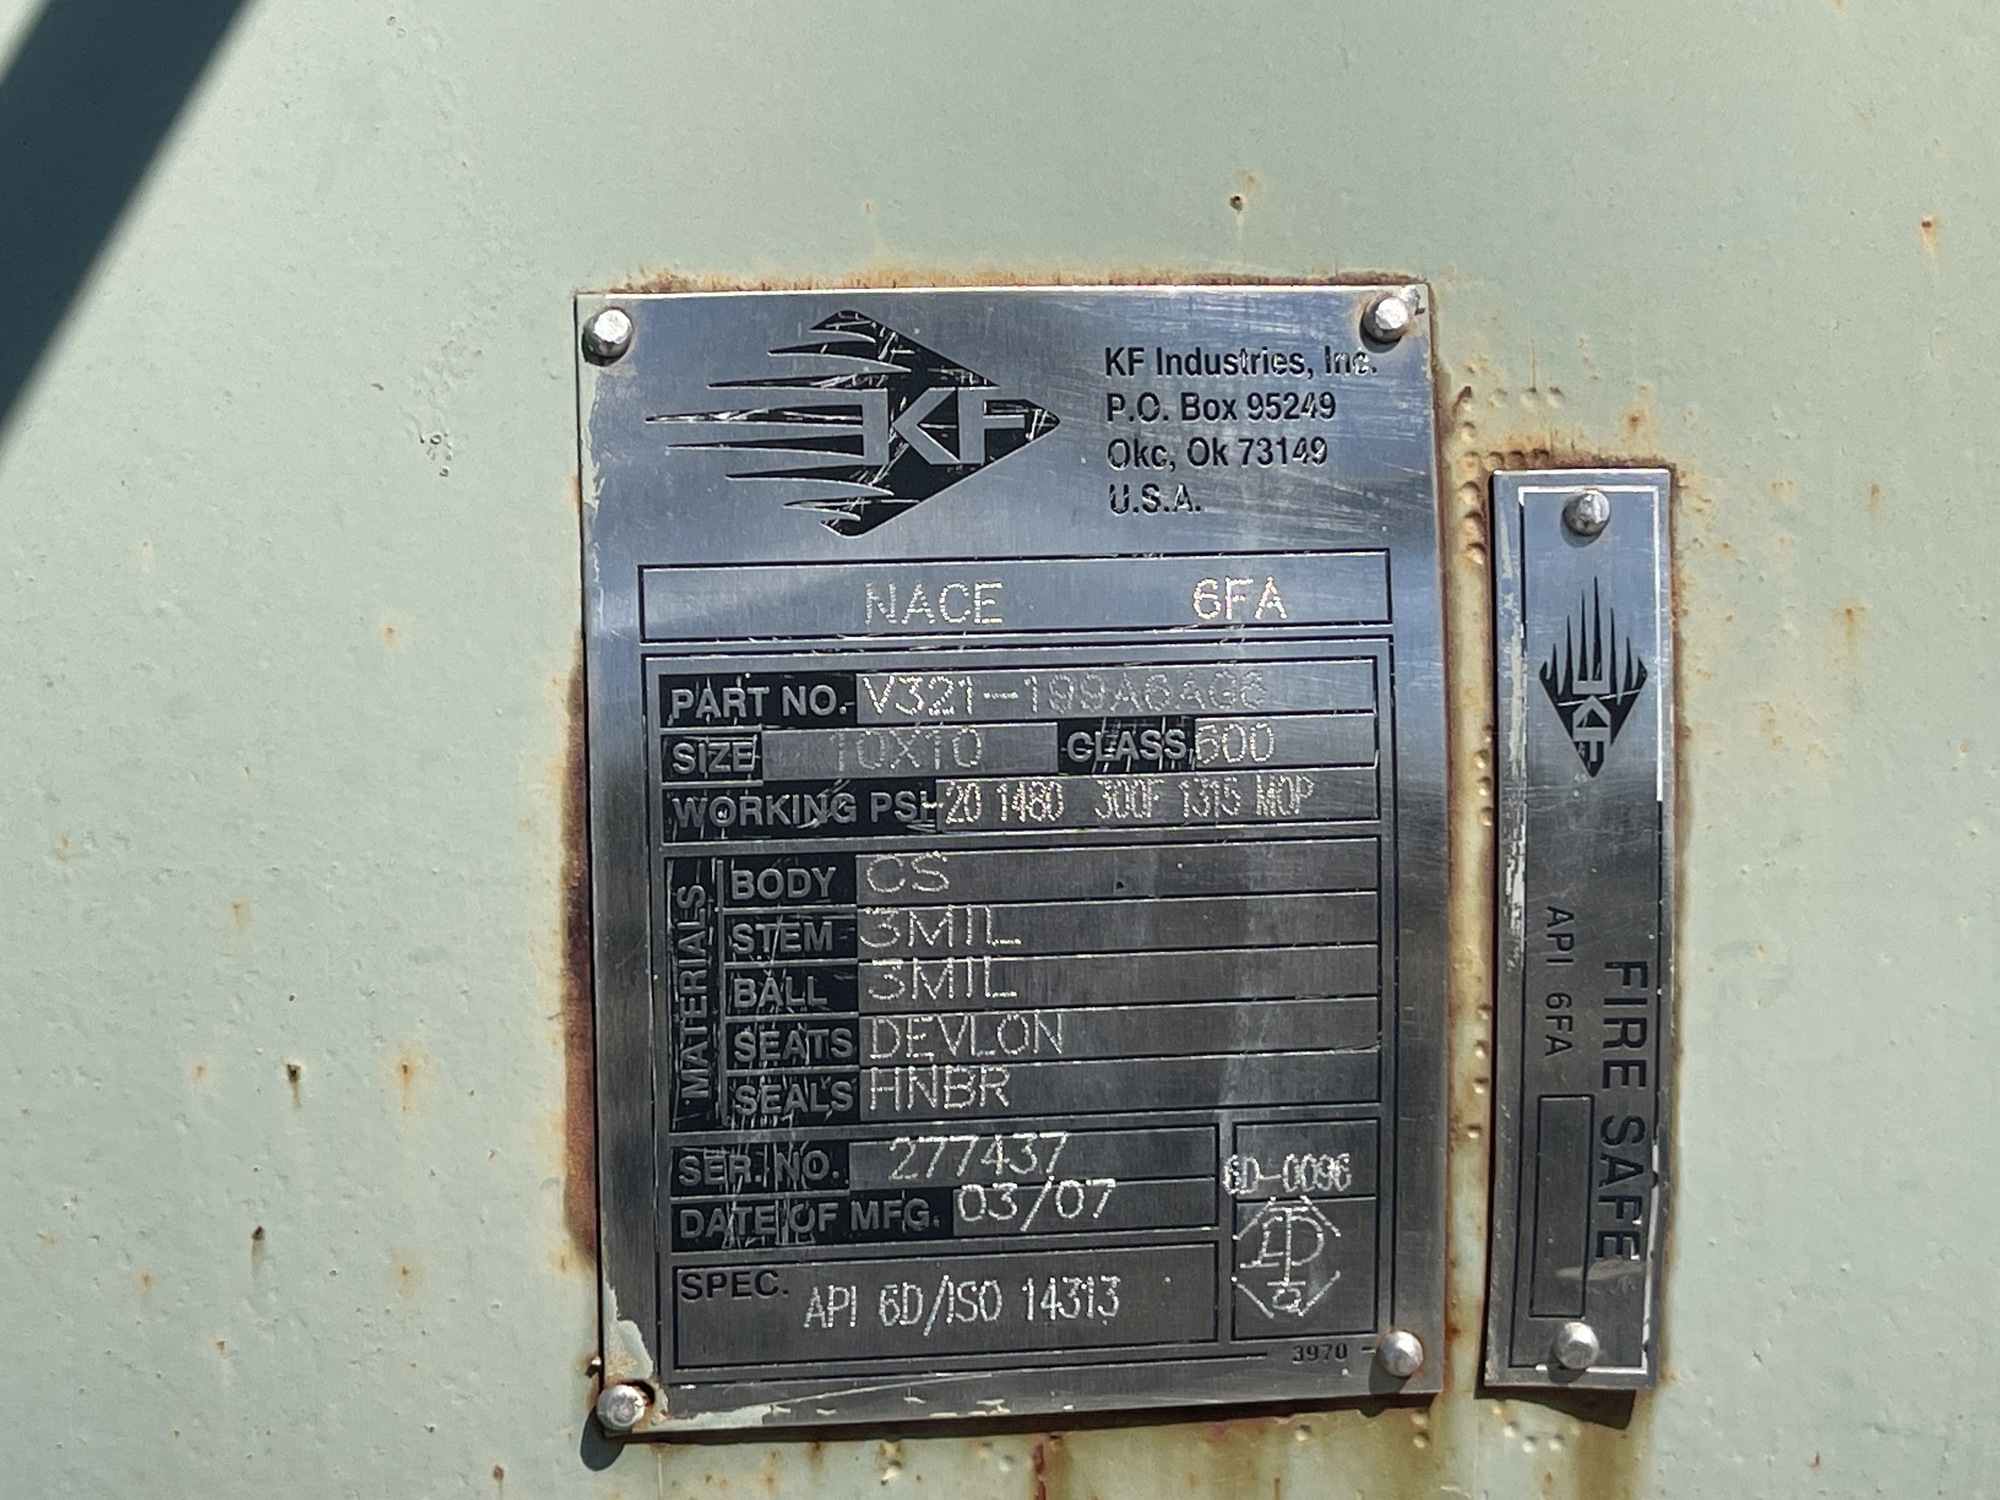 KF
KF Industries, Inc.
P.O. Box 95249
Okc, Ok 73149
U.S.A.
NACE 6FA
PART NO. V321-199A6AG6
SIZE 10X10 CLASS 600
WORKING PSI -20 1480 300F 1315 MOP
MATERIALS
BODY CS
STEM 3MIL
BALL 3MIL
SEATS DEVLON
SEALS HNBR
SER. NO. 277437
DATE OF MFG. 03/07
6D-0096
SPEC. API 6D/ISO 14313
3970
KF
FIRE SAFE
API 6FA